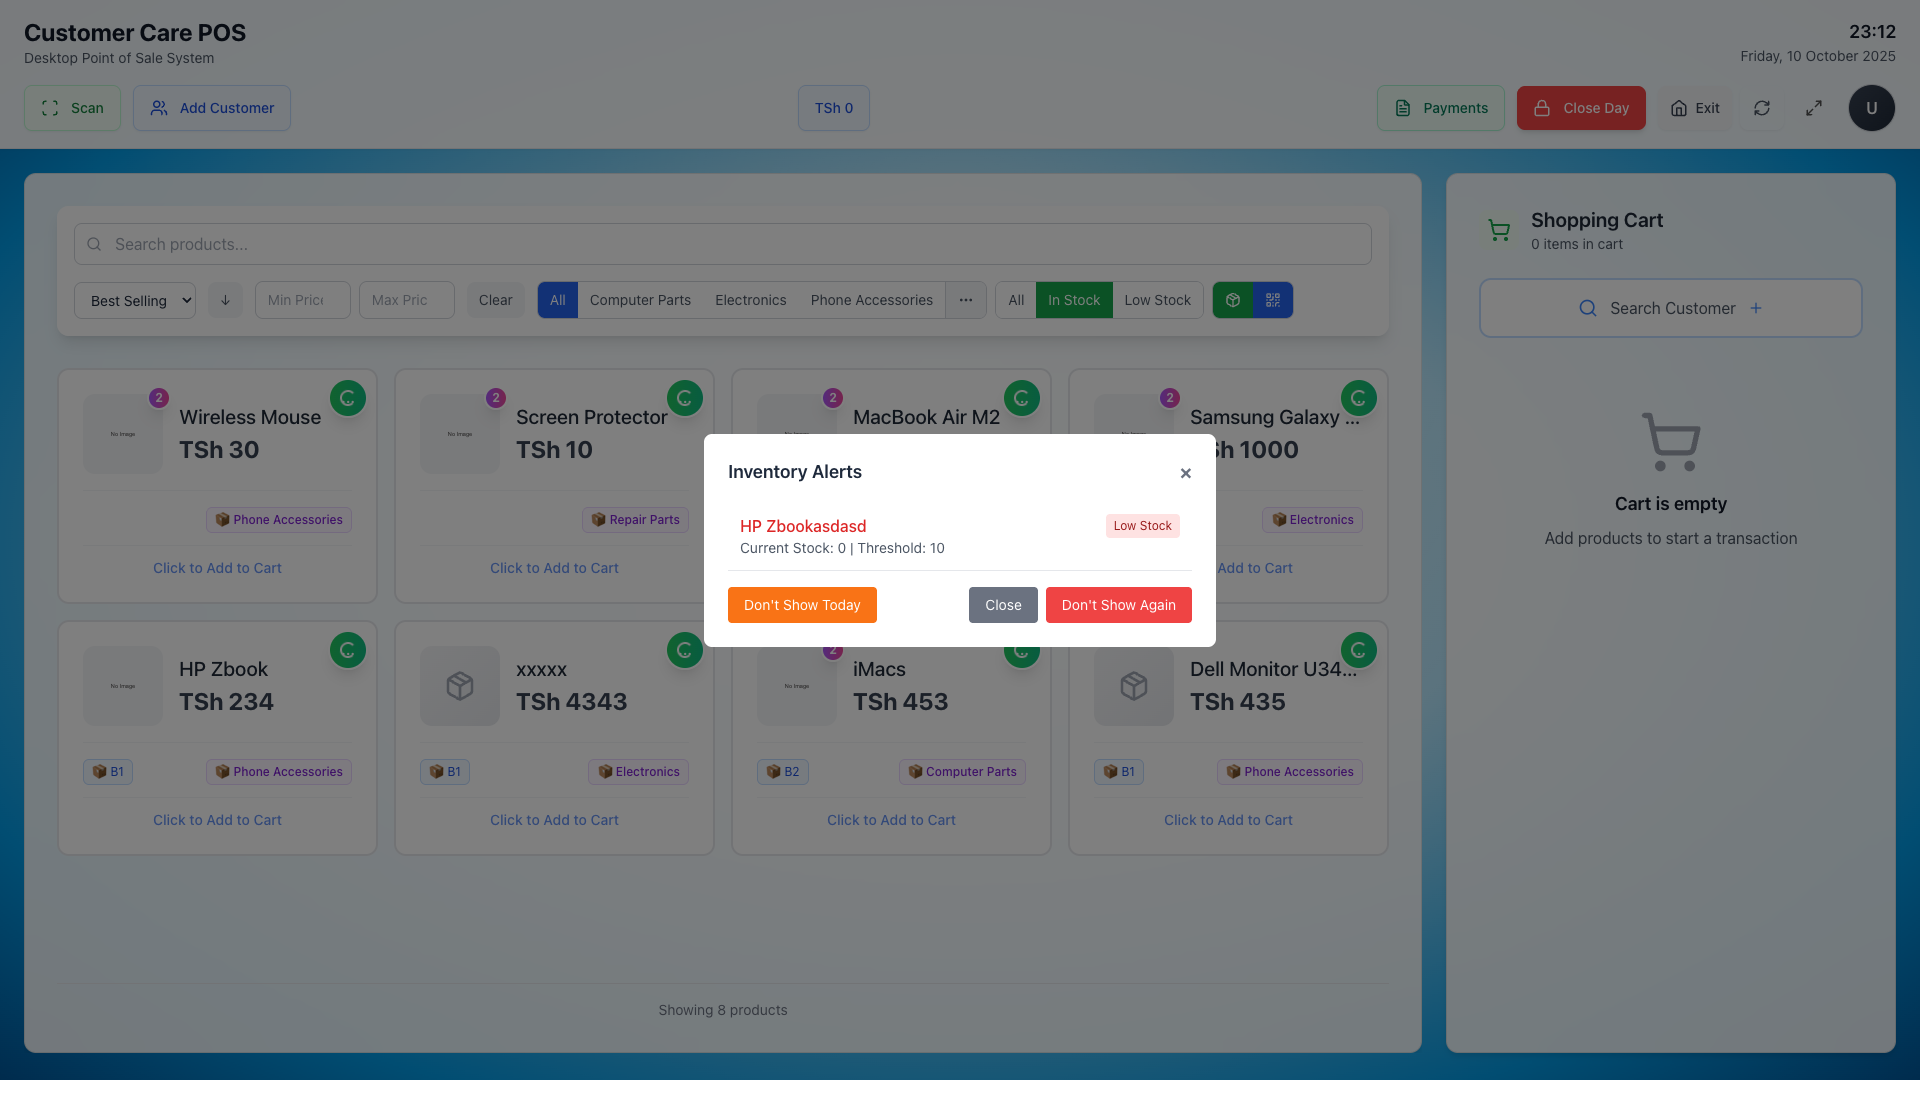 Customer Care POS
Desktop Point of Sale System
23:12
Friday, 10 October 2025
Scan
Add Customer
TSh 0
Payments
Close Day
Exit
U
Search products...
Best Selling
Min Price
Max Pric
Clear
All
Computer Parts
Electronics
Phone Accessories
...
All
In Stock
Low Stock
Shopping Cart
0 items in cart
Search Customer +
Cart is empty
Add products to start a transaction
No Image
2
Wireless Mouse
TSh 30
Phone Accessories
Click to Add to Cart
No Image
2
Screen Protector
TSh 10
Repair Parts
Click to Add to Cart
2
MacBook Air M2
2
Samsung Galaxy ...
Sh 1000
Electronics
Add to Cart
Inventory Alerts
×
HP Zbookasdasd
Low Stock
Current Stock: 0 | Threshold: 10
Don't Show Today
Close
Don't Show Again
No Image
HP Zbook
TSh 234
B1
Phone Accessories
Click to Add to Cart
xxxxx
TSh 4343
B1
Electronics
Click to Add to Cart
No Image
2
iMacs
TSh 453
B2
Computer Parts
Click to Add to Cart
Dell Monitor U34...
TSh 435
B1
Phone Accessories
Click to Add to Cart
Showing 8 products